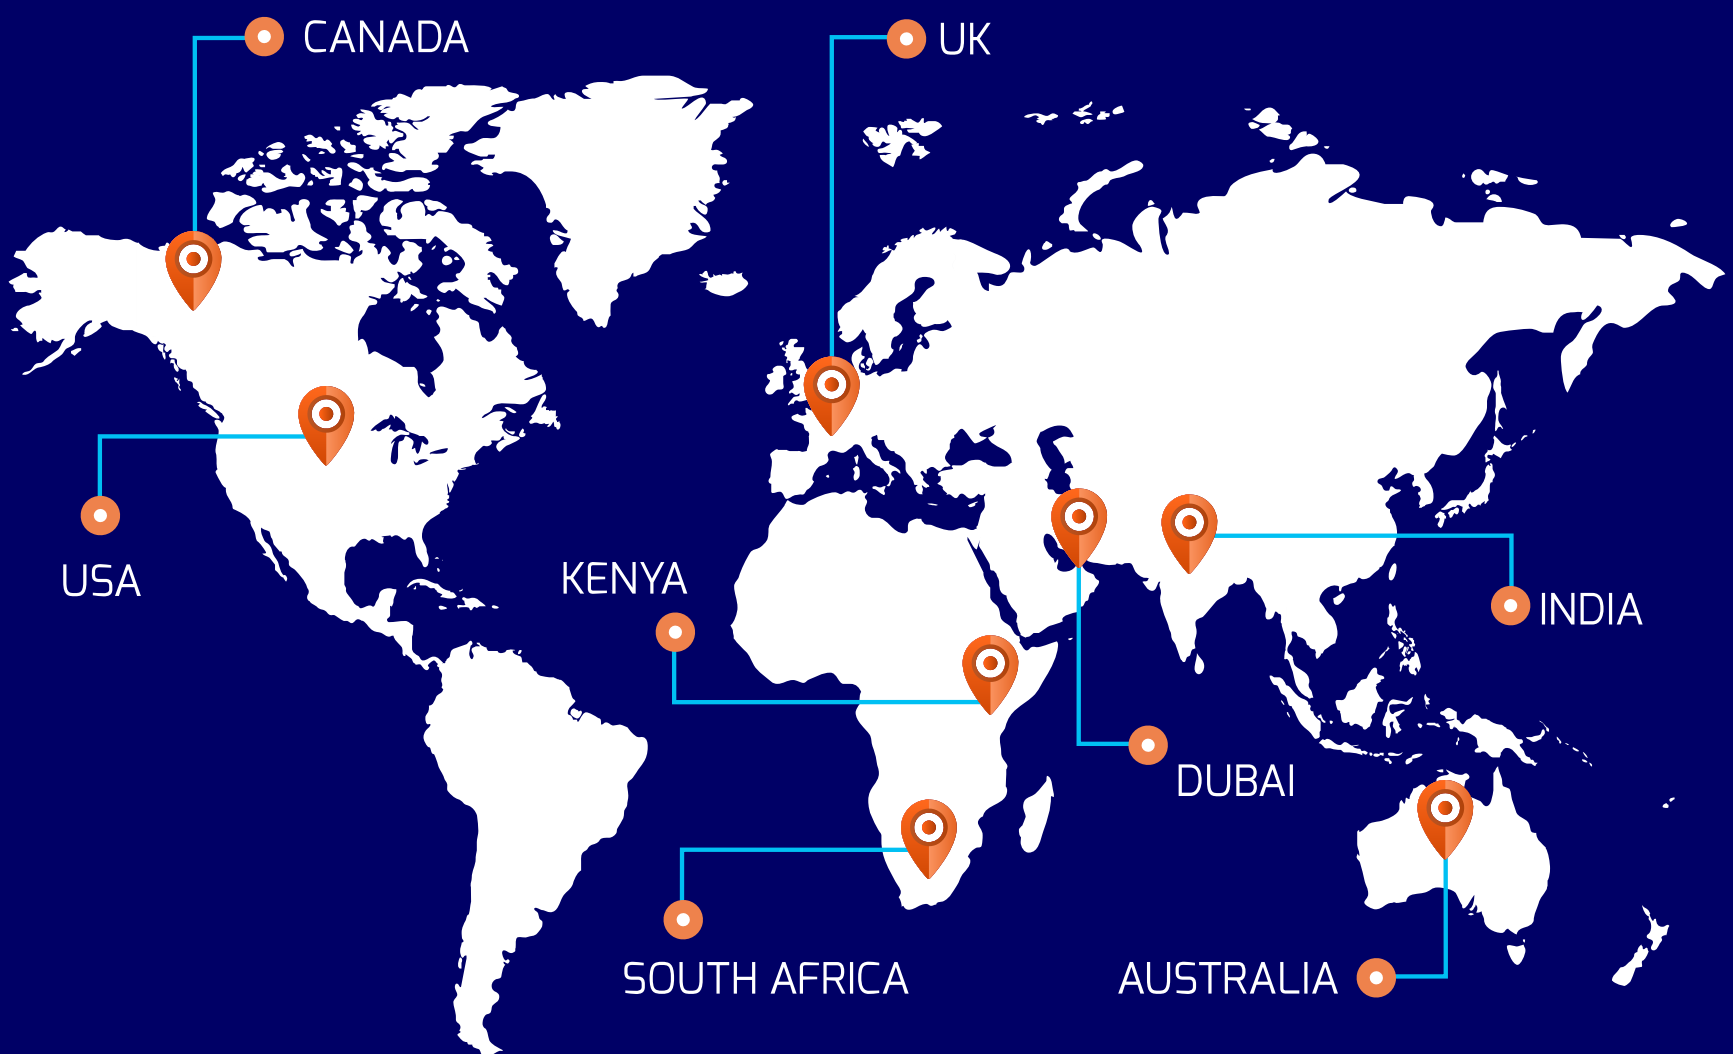 CANADA
UK
USA
KENYA
INDIA
DUBAI
SOUTH AFRICA
AUSTRALIA